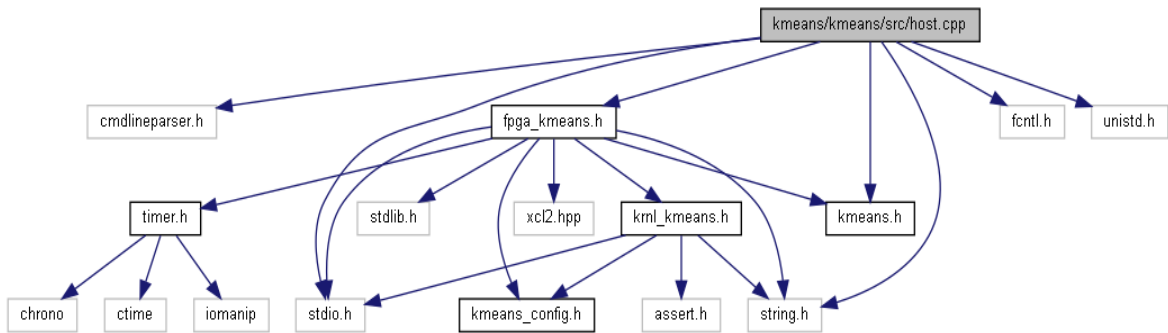 kmeans/kmeans/src/host.cpp
cmdlineparser.h
fpga_kmeans.h
fcntl.h
unistd.h
timer.h
stdlib.h
xcl2.hpp
krnl_kmeans.h
kmeans.h
chrono
ctime
iomanip
stdio.h
kmeans_config.h
assert.h
string.h